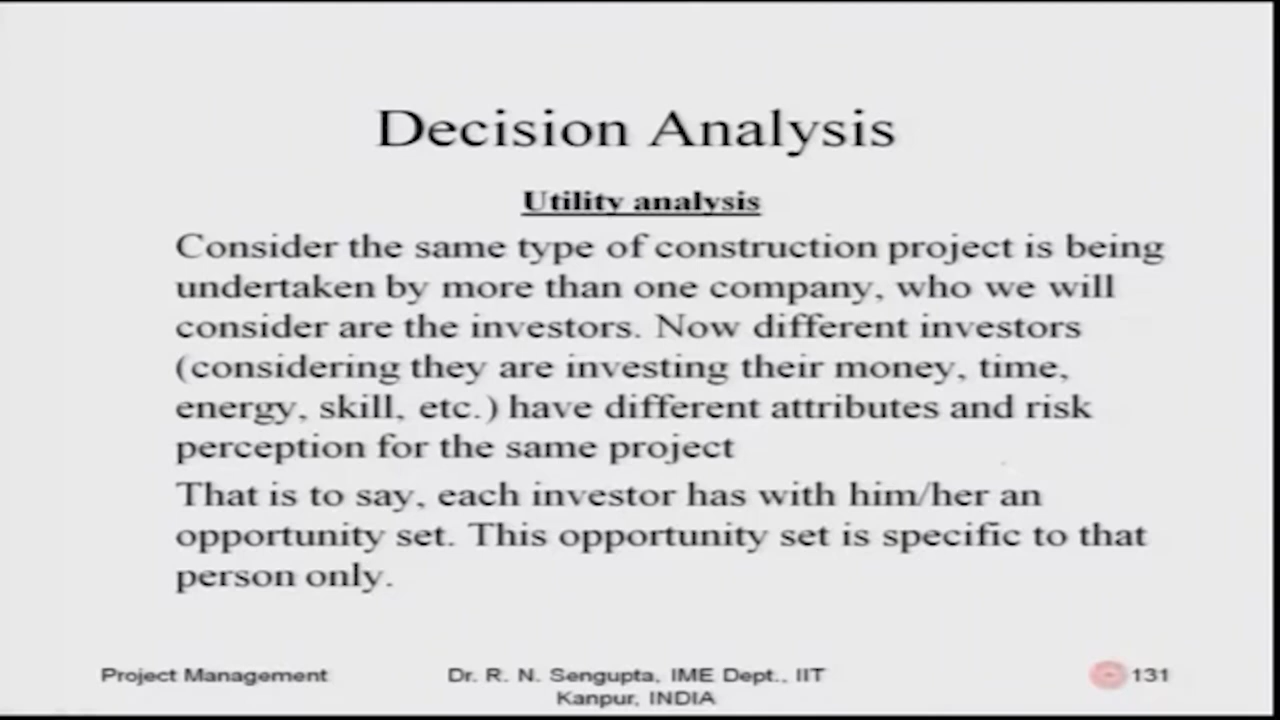 Decision Analysis
Utility analysis
Consider the same type of construction project is being
undertaken by more than one company, who we will
consider are the investors. Now different investors
(considering they are investing their money, time,
energy, skill, etc.) have different attributes and risk
perception for the same project
That is to say, each investor has with him/her an
opportunity set. This opportunity set is specific to that
person only.
Project Management
Dr. R. N. Sengupta, IME Dept., IIT
Kanpur, INDIA
131